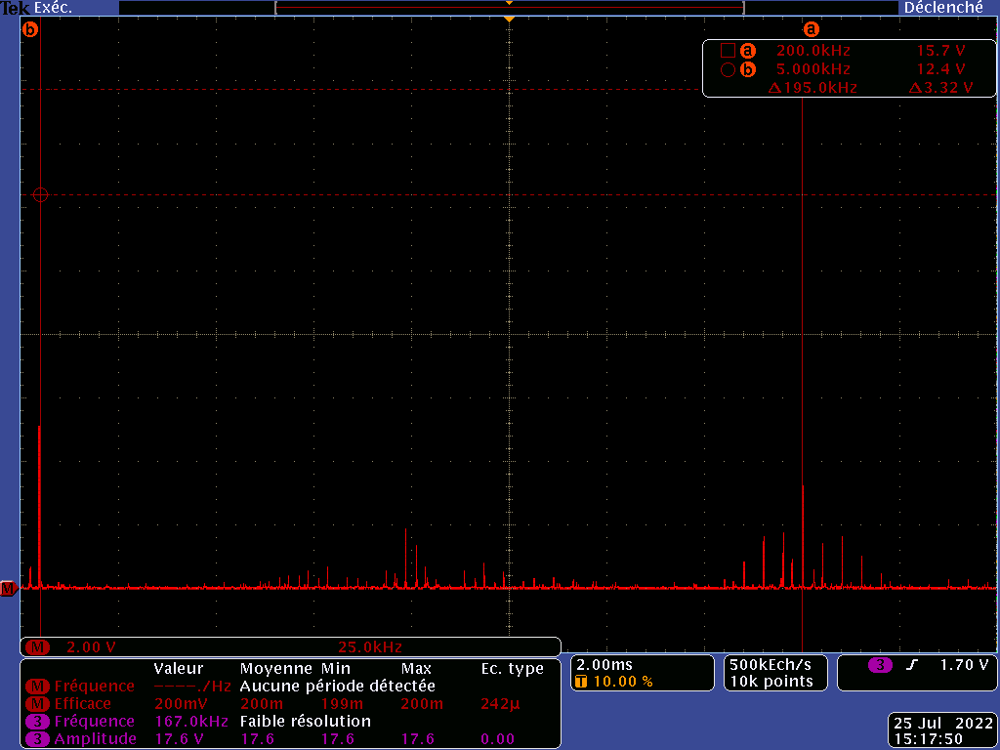 Tek Exéc. Déclenché
b a
a 200.0kHz 15.7 V
b 5.000kHz 12.4 V
Δ195.0kHz Δ3.32 V
M
M 2.00 V 25.0kHz
Valeur Moyenne Min Max Ec. type
M Fréquence ----./Hz Aucune période détectée
M Efficace 200mV 200m 199m 200m 242µ
3 Fréquence 167.0kHz Faible résolution
3 Amplitude 17.6 V 17.6 17.6 17.6 0.00
2.00ms
T 10.00 %
500kEch/s
10k points
3 1.70 V
25 Jul 2022
15:17:50